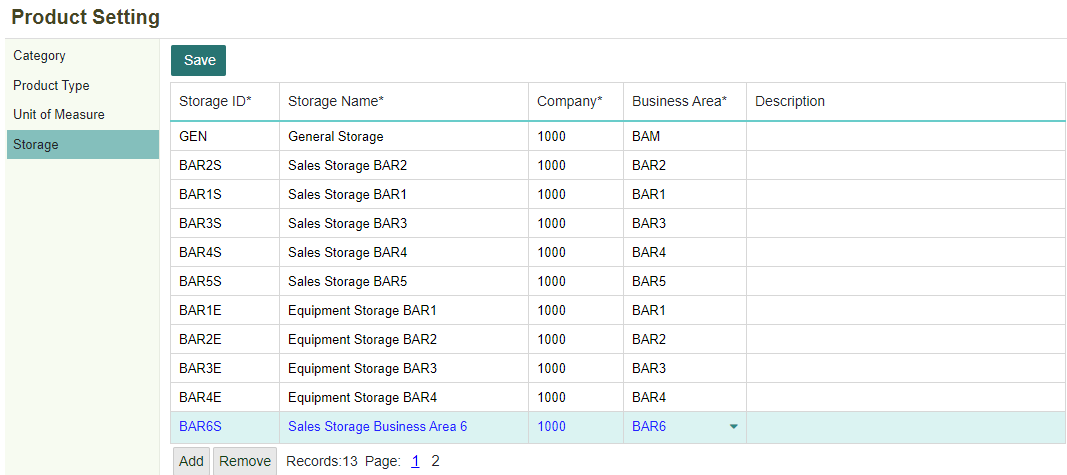 Product Setting
Category
Product Type
Unit of Measure
Storage
Save
Storage ID* Storage Name* Company* Business Area* Description
GEN General Storage 1000 BAM
BAR2S Sales Storage BAR2 1000 BAR2
BAR1S Sales Storage BAR1 1000 BAR1
BAR3S Sales Storage BAR3 1000 BAR3
BAR4S Sales Storage BAR4 1000 BAR4
BAR5S Sales Storage BAR5 1000 BAR5
BAR1E Equipment Storage BAR1 1000 BAR1
BAR2E Equipment Storage BAR2 1000 BAR2
BAR3E Equipment Storage BAR3 1000 BAR3
BAR4E Equipment Storage BAR4 1000 BAR4
BAR6S Sales Storage Business Area 6 1000 BAR6
Add Remove Records:13 Page: 1 2